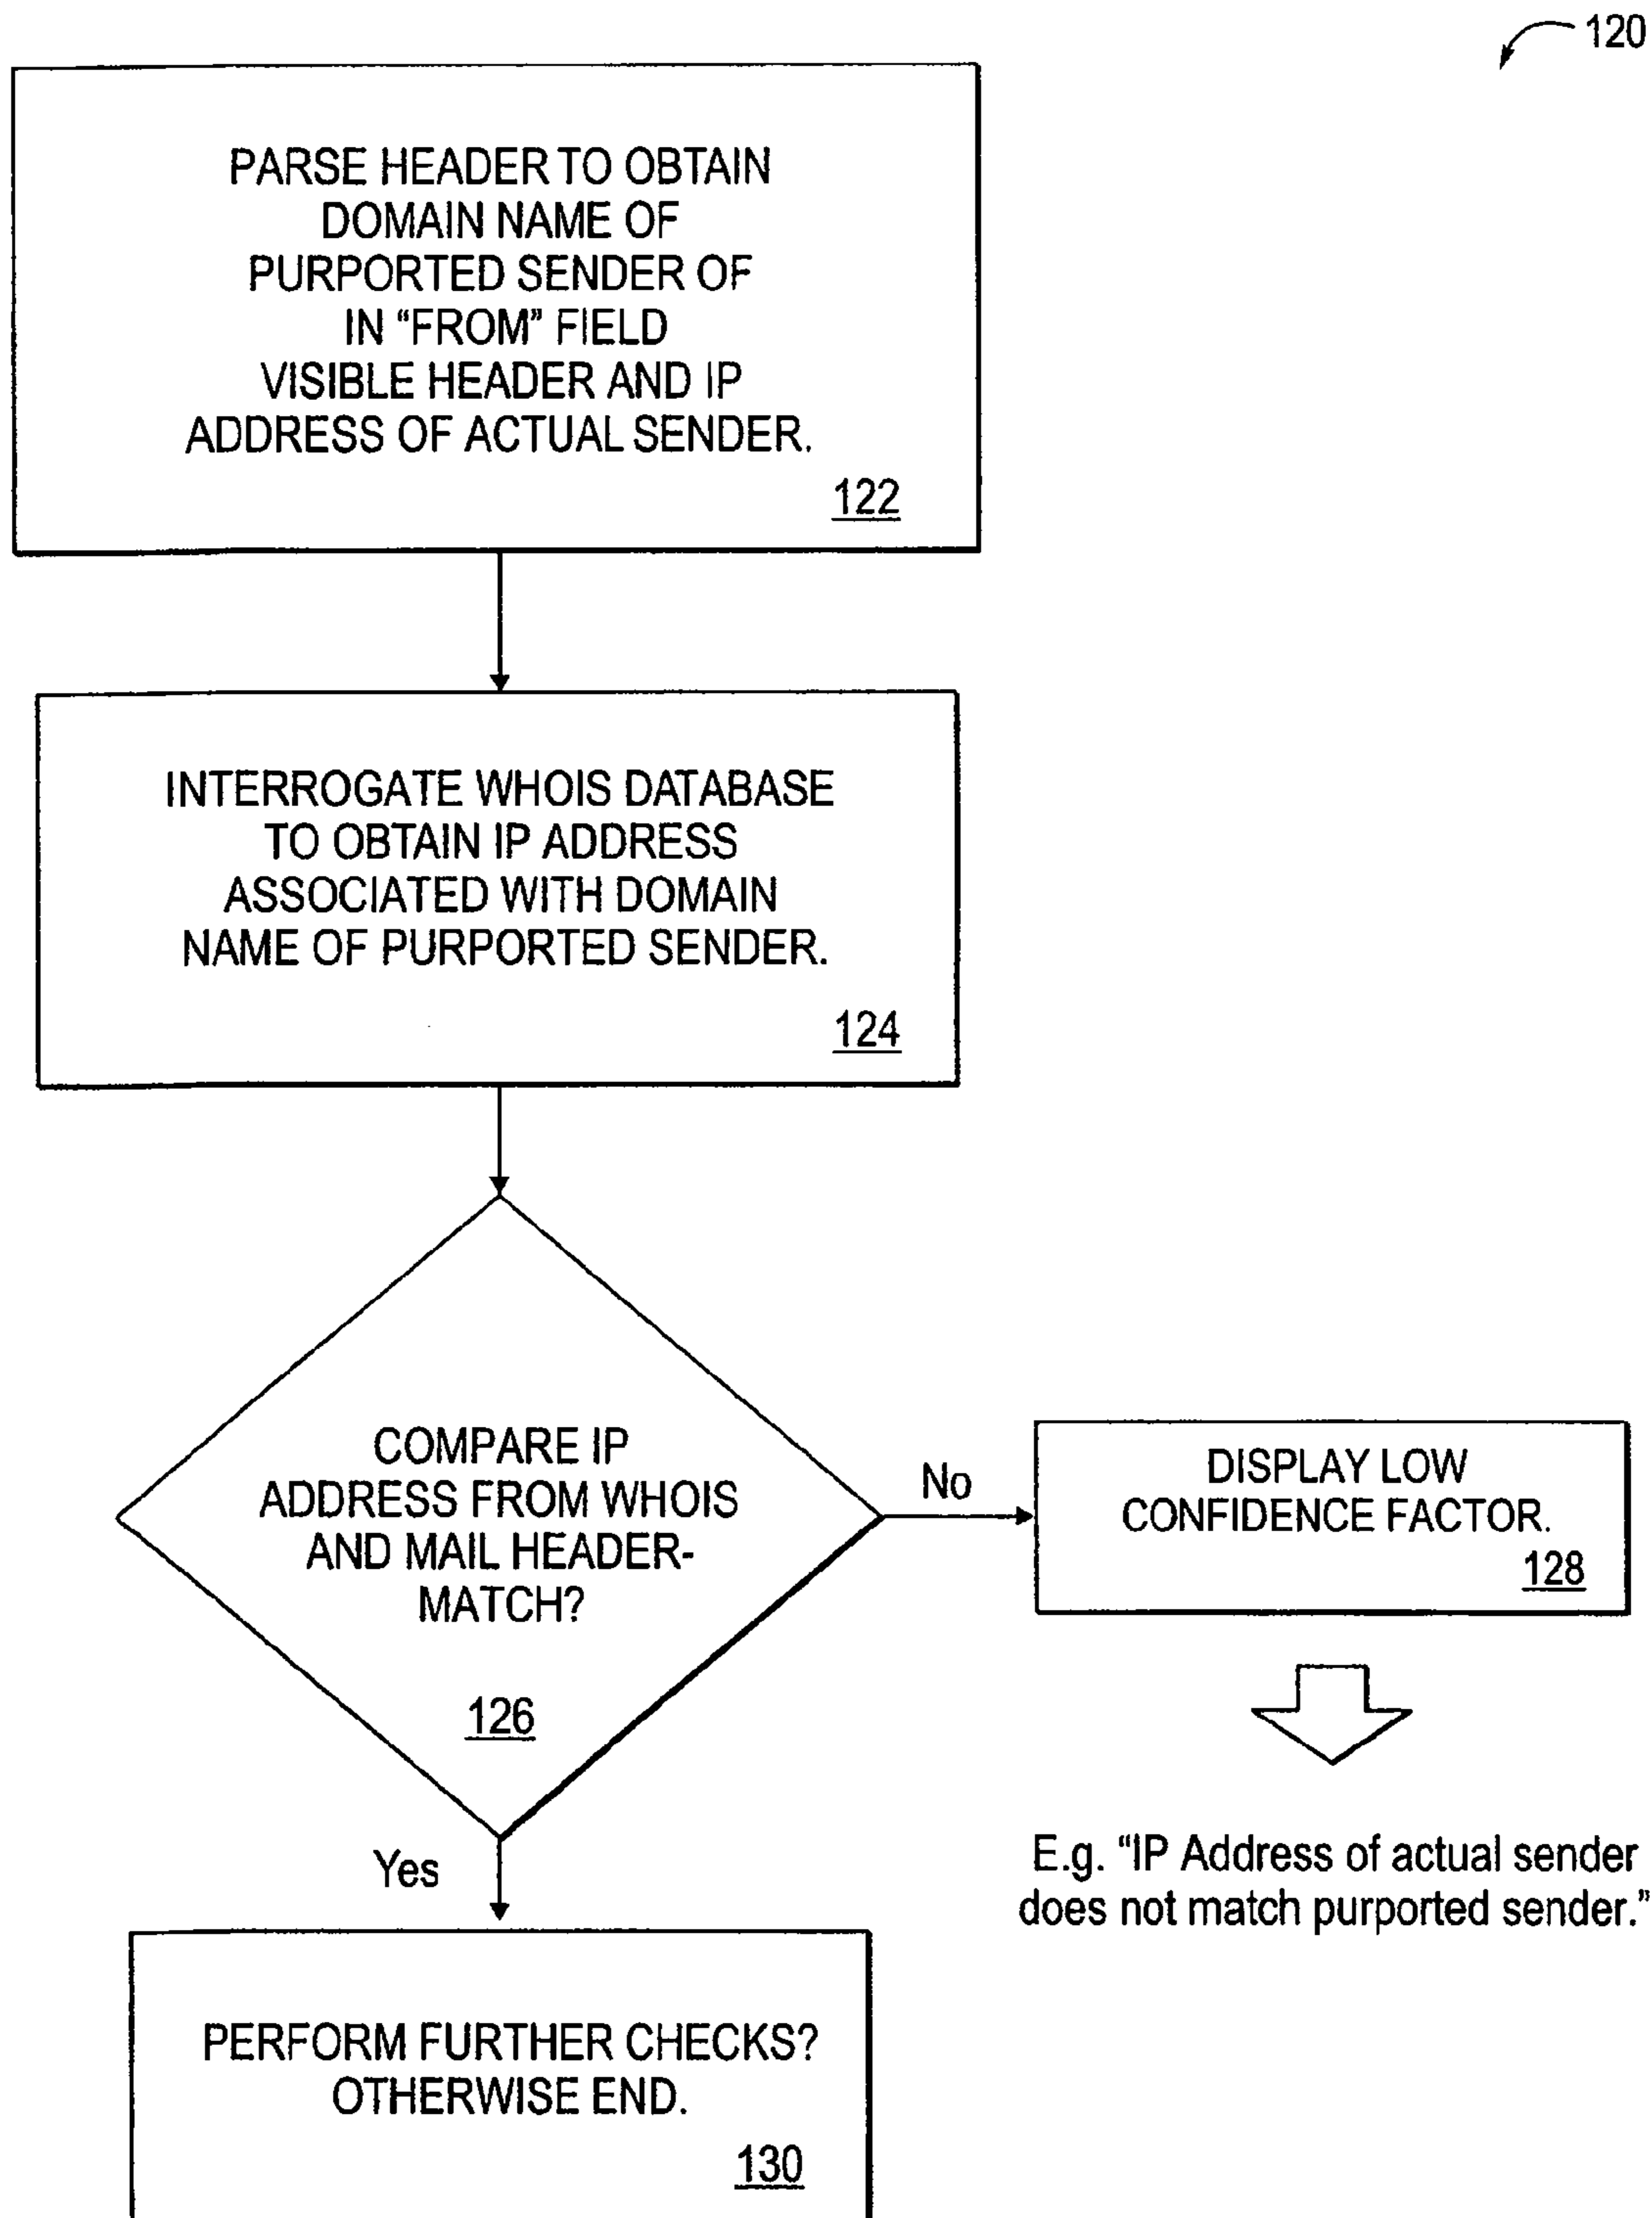 120
PARSE HEADER TO OBTAIN
DOMAIN NAME OF
PURPORTED SENDER OF
IN “FROM” FIELD
VISIBLE HEADER AND IP
ADDRESS OF ACTUAL SENDER.
122
INTERROGATE WHOIS DATABASE
TO OBTAIN IP ADDRESS
ASSOCIATED WITH DOMAIN
NAME OF PURPORTED SENDER.
124
COMPARE IP
ADDRESS FROM WHOIS
AND MAIL HEADER-
MATCH?
126
No
DISPLAY LOW
CONFIDENCE FACTOR.
128
E.g. “IP Address of actual sender
does not match purported sender.”
Yes
PERFORM FURTHER CHECKS?
OTHERWISE END.
130